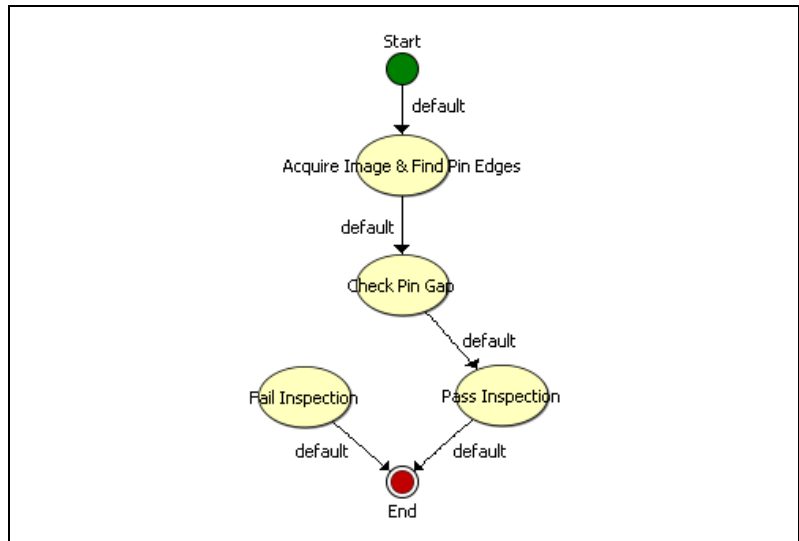 Start
default
Acquire Image & Find Pin Edges
default
Check Pin Gap
default
Fail Inspection
Pass Inspection
default
default
End